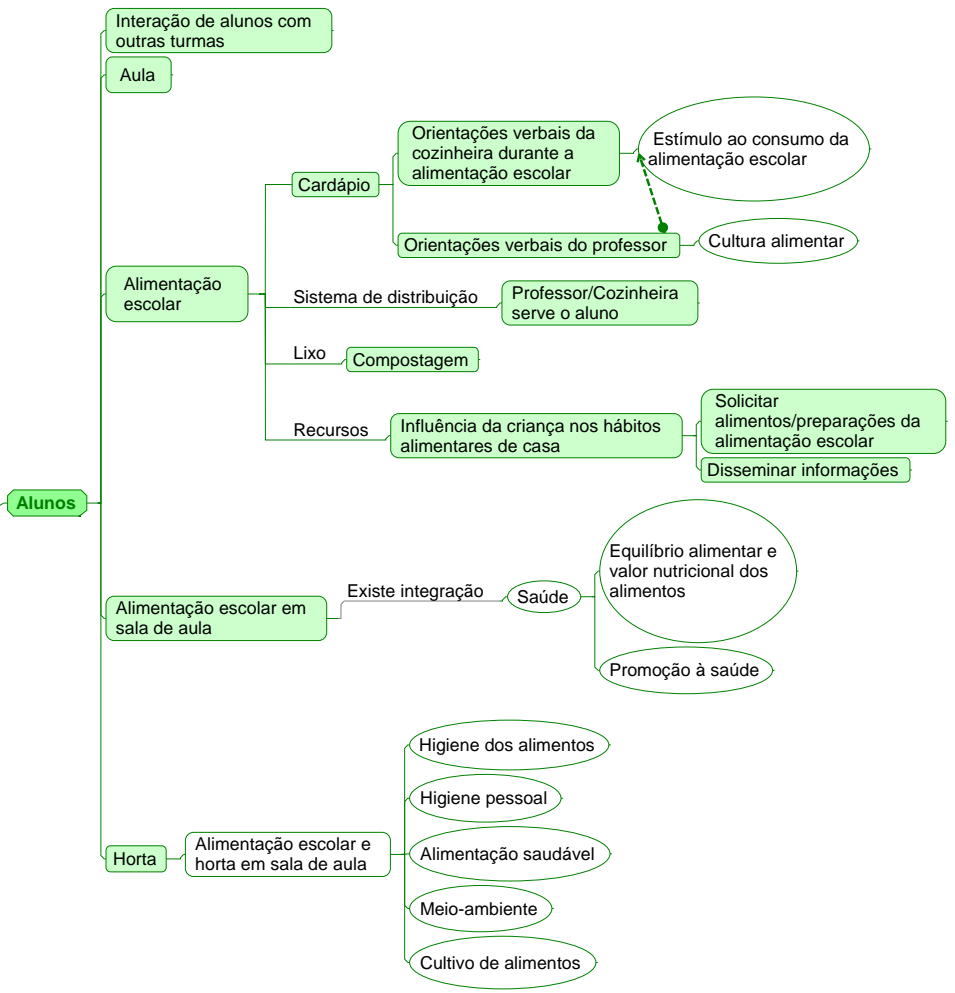 Interação de alunos com
outras turmas
Aula
Orientações verbais da
cozinheira durante a
alimentação escolar
Estímulo ao consumo da
alimentação escolar
Cardápio
Orientações verbais do professor
Cultura alimentar
Alimentação
escolar
Sistema de distribuição
Professor/Cozinheira
serve o aluno
Lixo
Compostagem
Recursos
Influência da criança nos hábitos
alimentares de casa
Solicitar
alimentos/preparações da
alimentação escolar
Disseminar informações
Alunos
Alimentação escolar em
sala de aula
Existe integração
Saúde
Equilíbrio alimentar e
valor nutricional dos
alimentos
Promoção à saúde
Horta
Alimentação escolar e
horta em sala de aula
Higiene dos alimentos
Higiene pessoal
Alimentação saudável
Meio-ambiente
Cultivo de alimentos